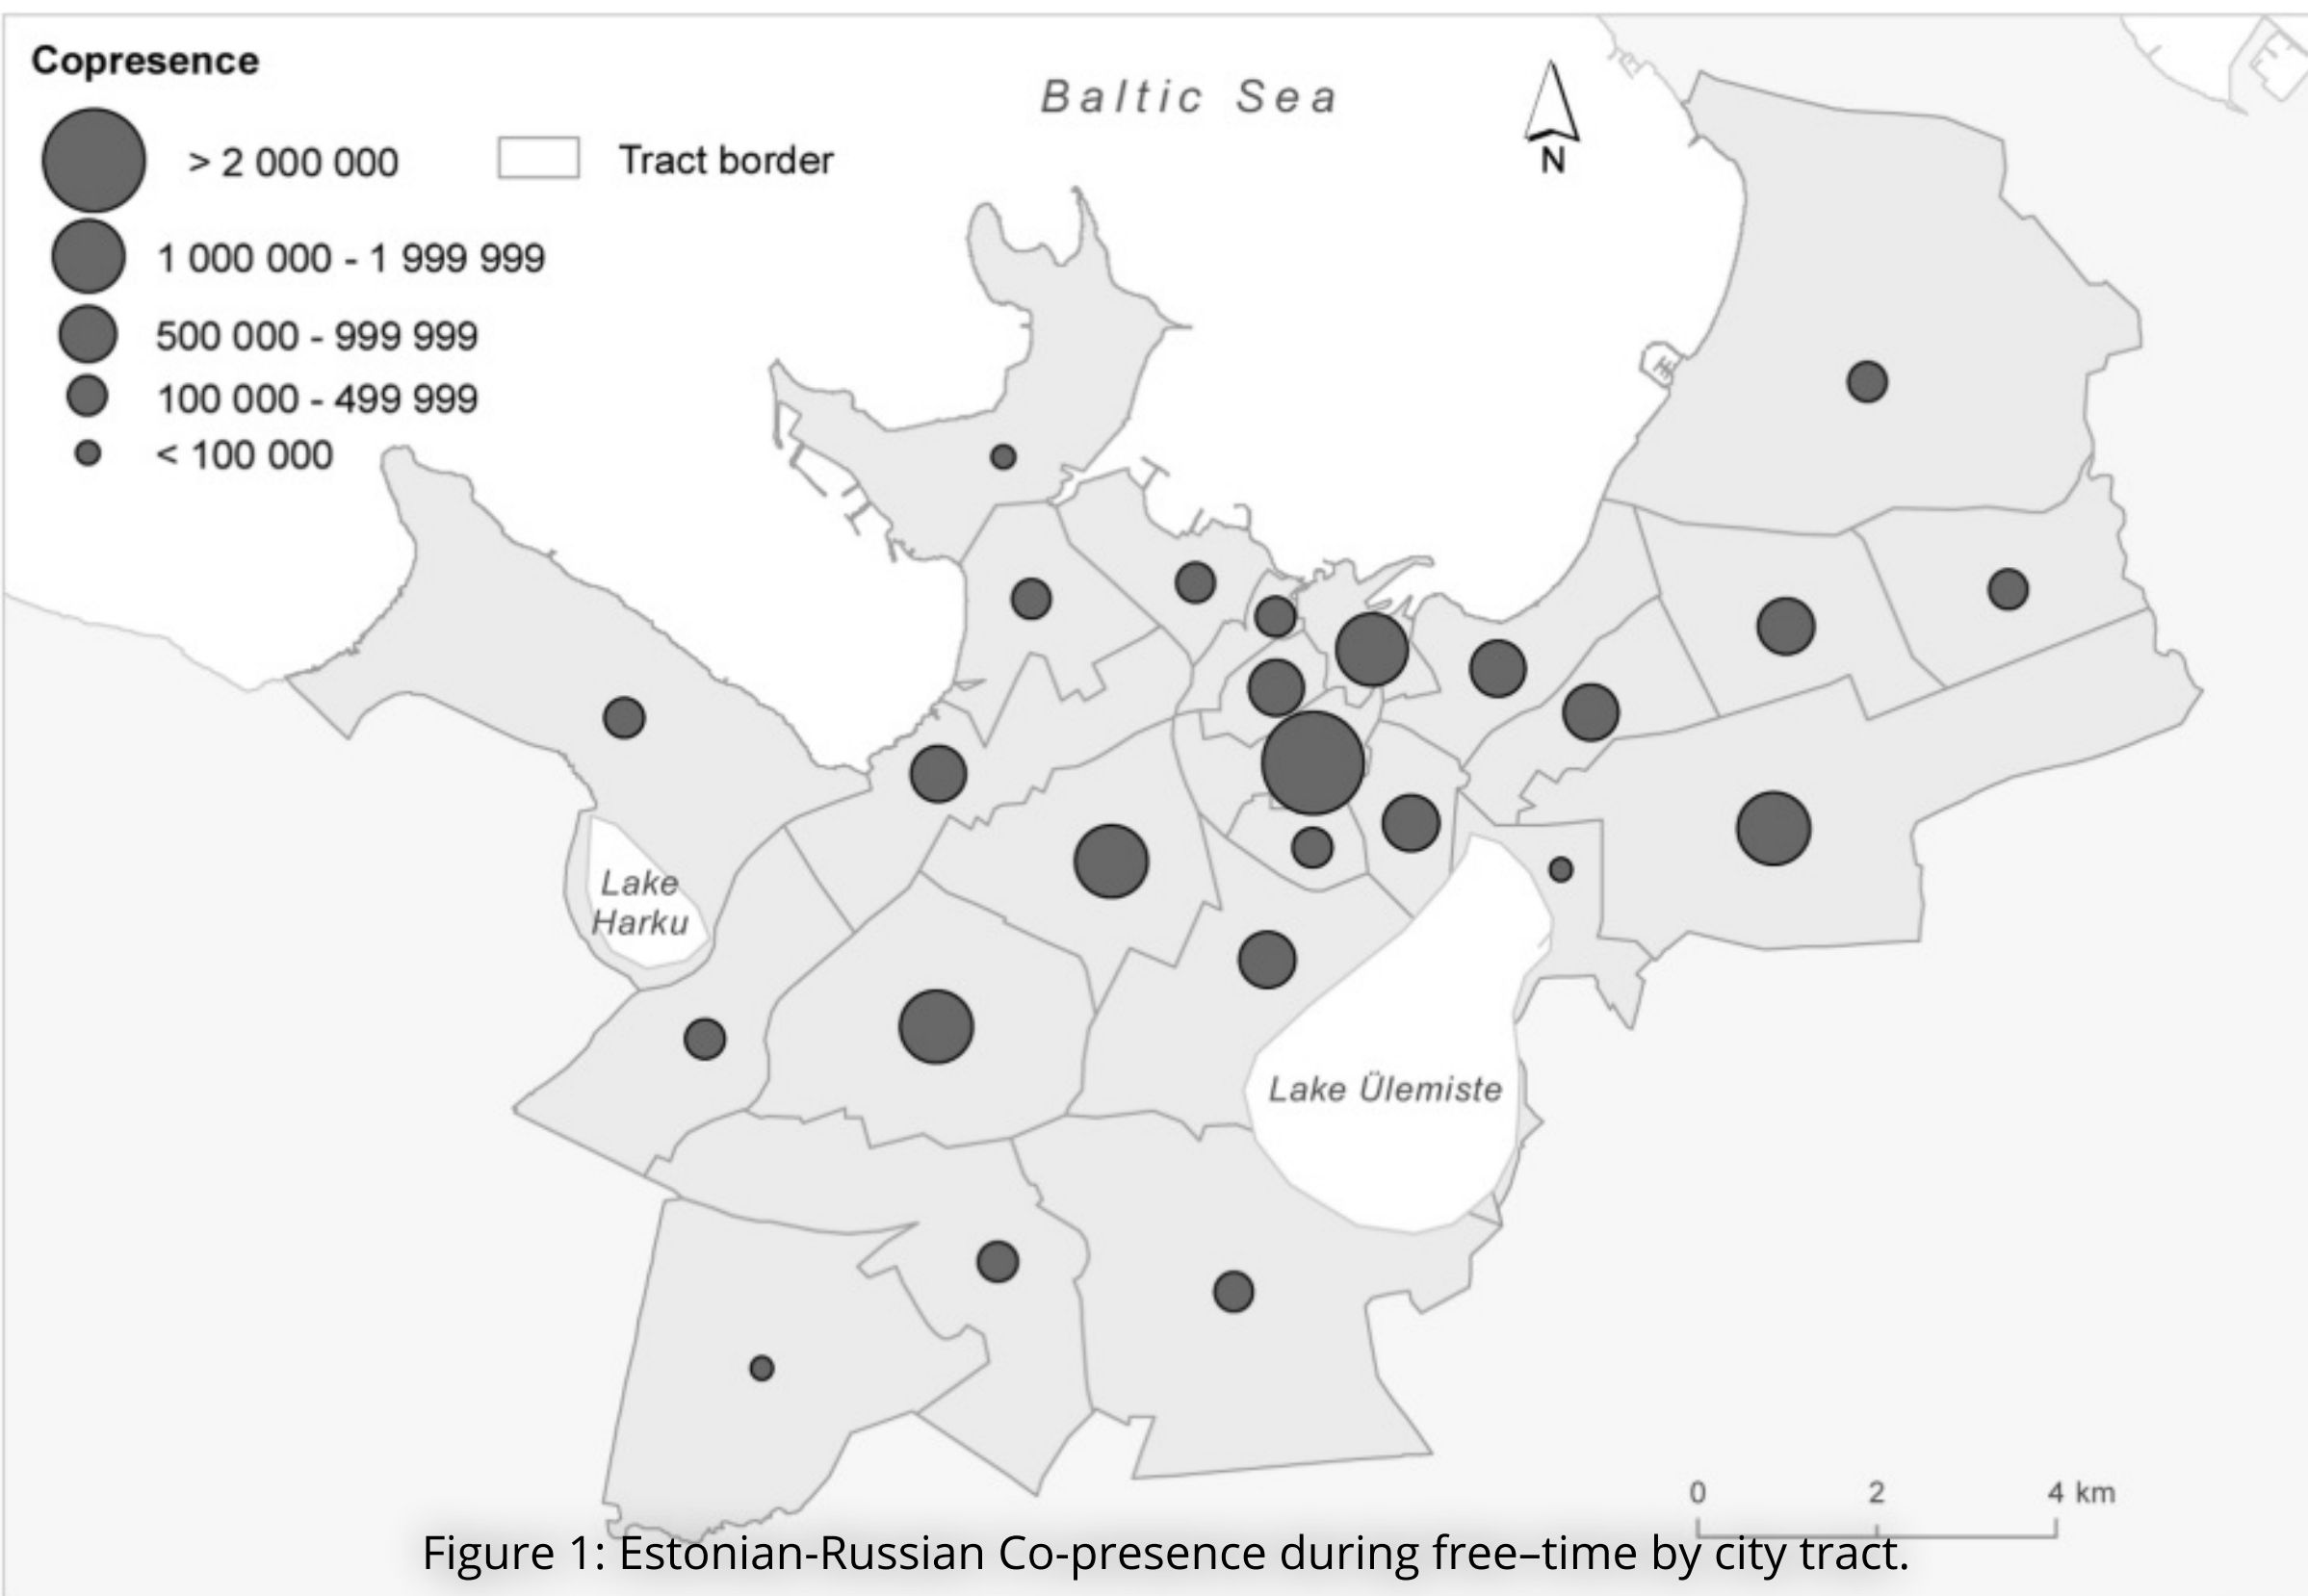 Copresence
> 2 000 000
Tract border
1 000 000 - 1 999 999
500 000 - 999 999
100 000 - 499 999
< 100 000
Baltic Sea
N
Lake
Harku
Lake Ülemiste
0 2 4 km
Figure 1: Estonian-Russian Co-presence during free–time by city tract.